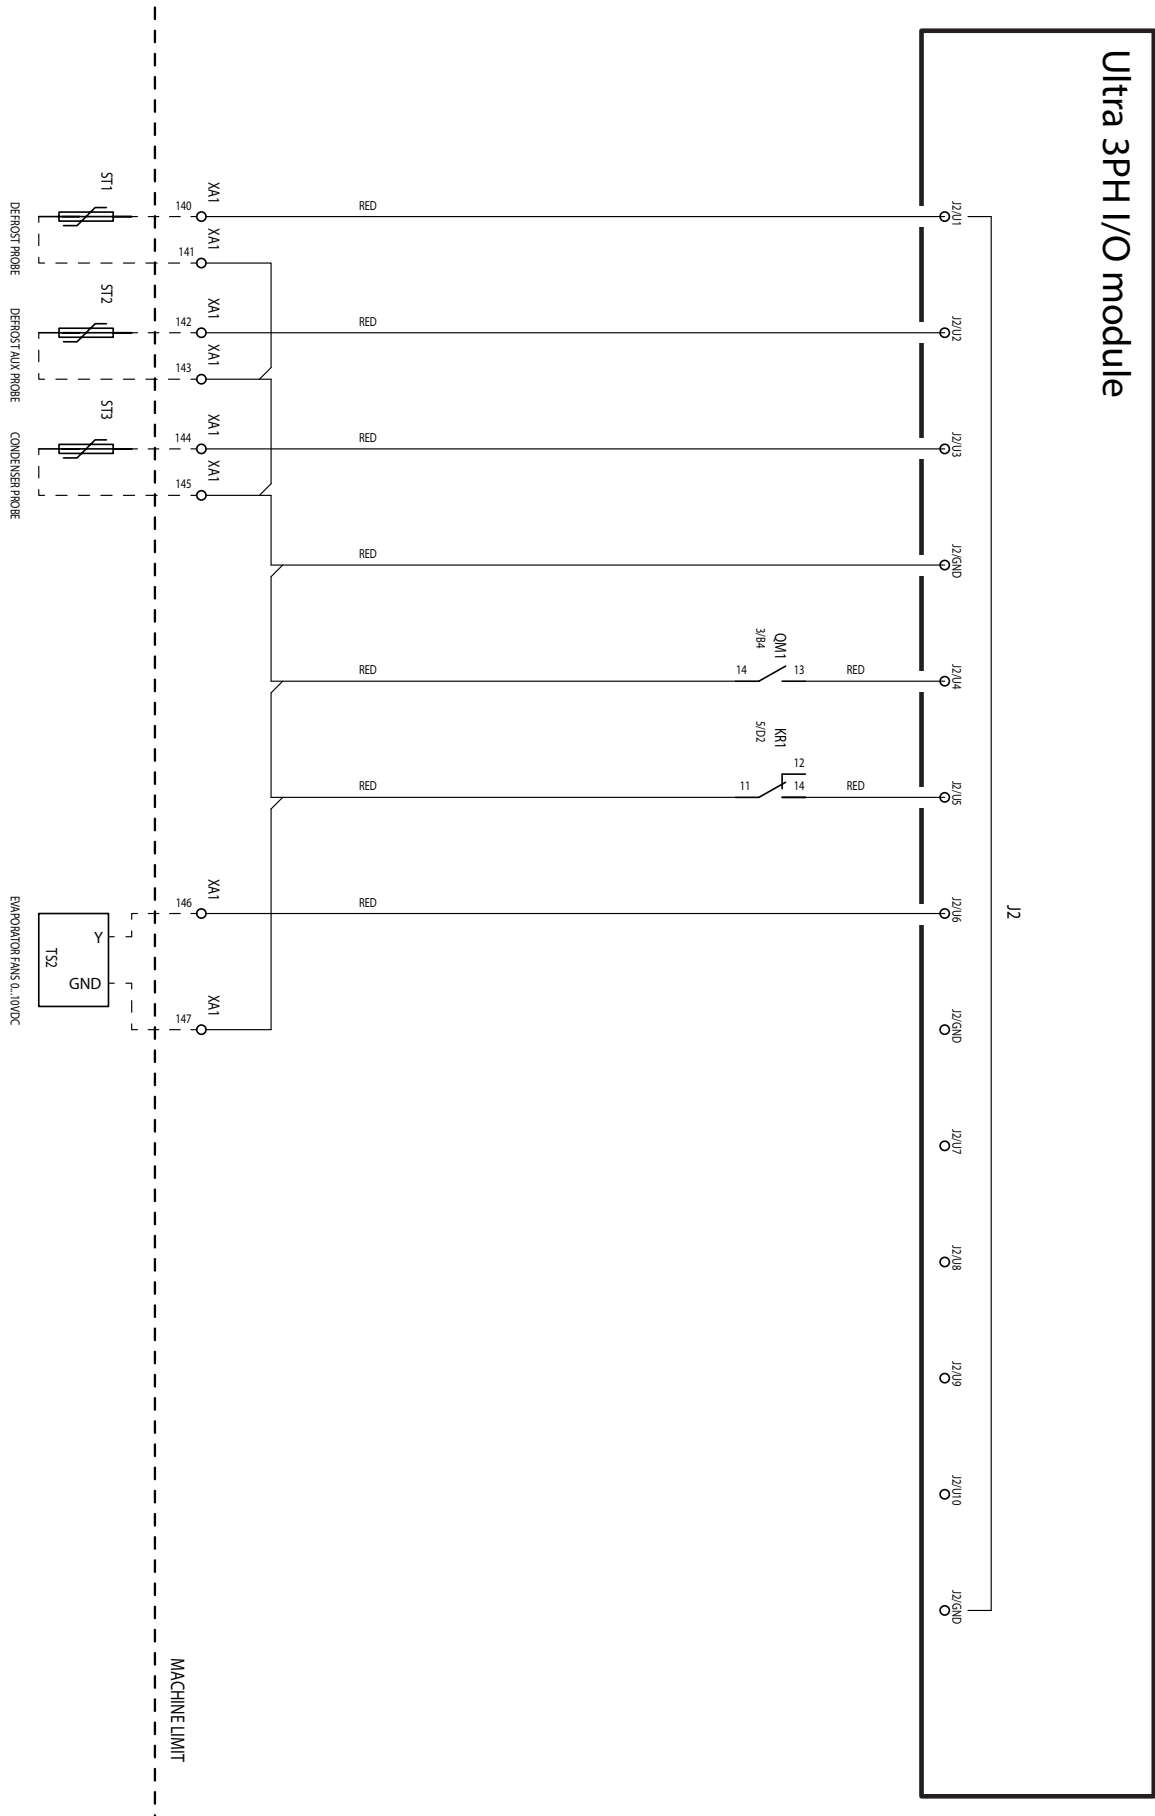 Ultra 3PH I/O module
J2
J2/U1
J2/U2
J2/U3
J2/GND
J2/U4
J2/U5
J2/U6
J2/GND
J2/U7
J2/U8
J2/U9
J2/U10
J2/GND
RED
RED
RED
RED
RED
QM1
3/B4
14
13
RED
RED
KR1
5/D2
12
11
14
RED
RED
XA1
140
XA1
141
XA1
142
XA1
143
XA1
144
XA1
145
XA1
146
XA1
147
ST1
DEFROST PROBE
ST2
DEFROST AUX PROBE
ST3
CONDENSER PROBE
Y
TS2
GND
EVAPORATOR FANS 0...10VDC
MACHINE LIMIT